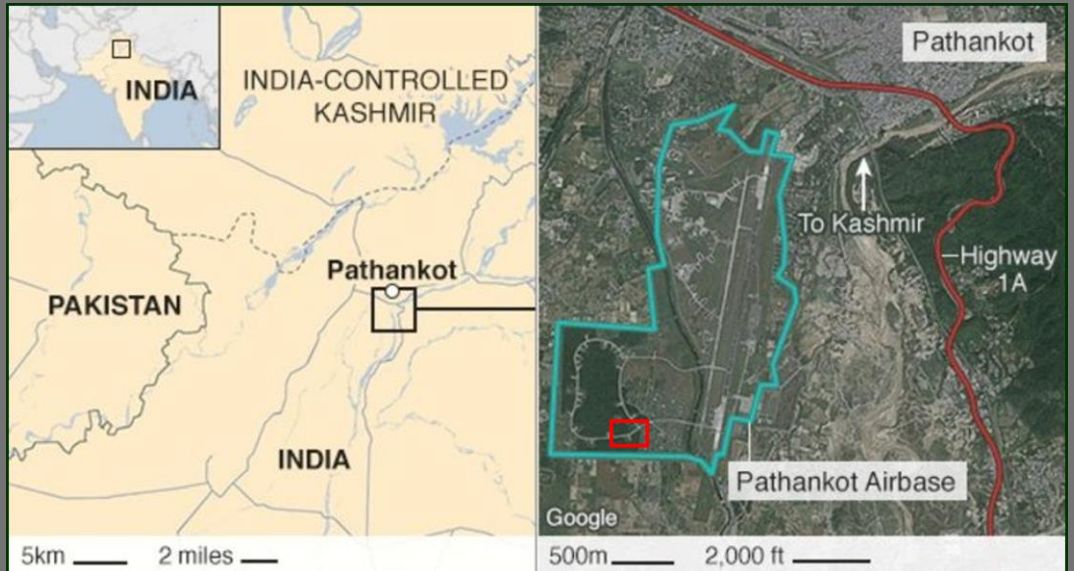 INDIA
INDIA-CONTROLLED
KASHMIR
Pathankot
PAKISTAN
INDIA
5km
2 miles
Pathankot
To Kashmir
Highway
1A
Pathankot Airbase
Google
500m
2,000 ft